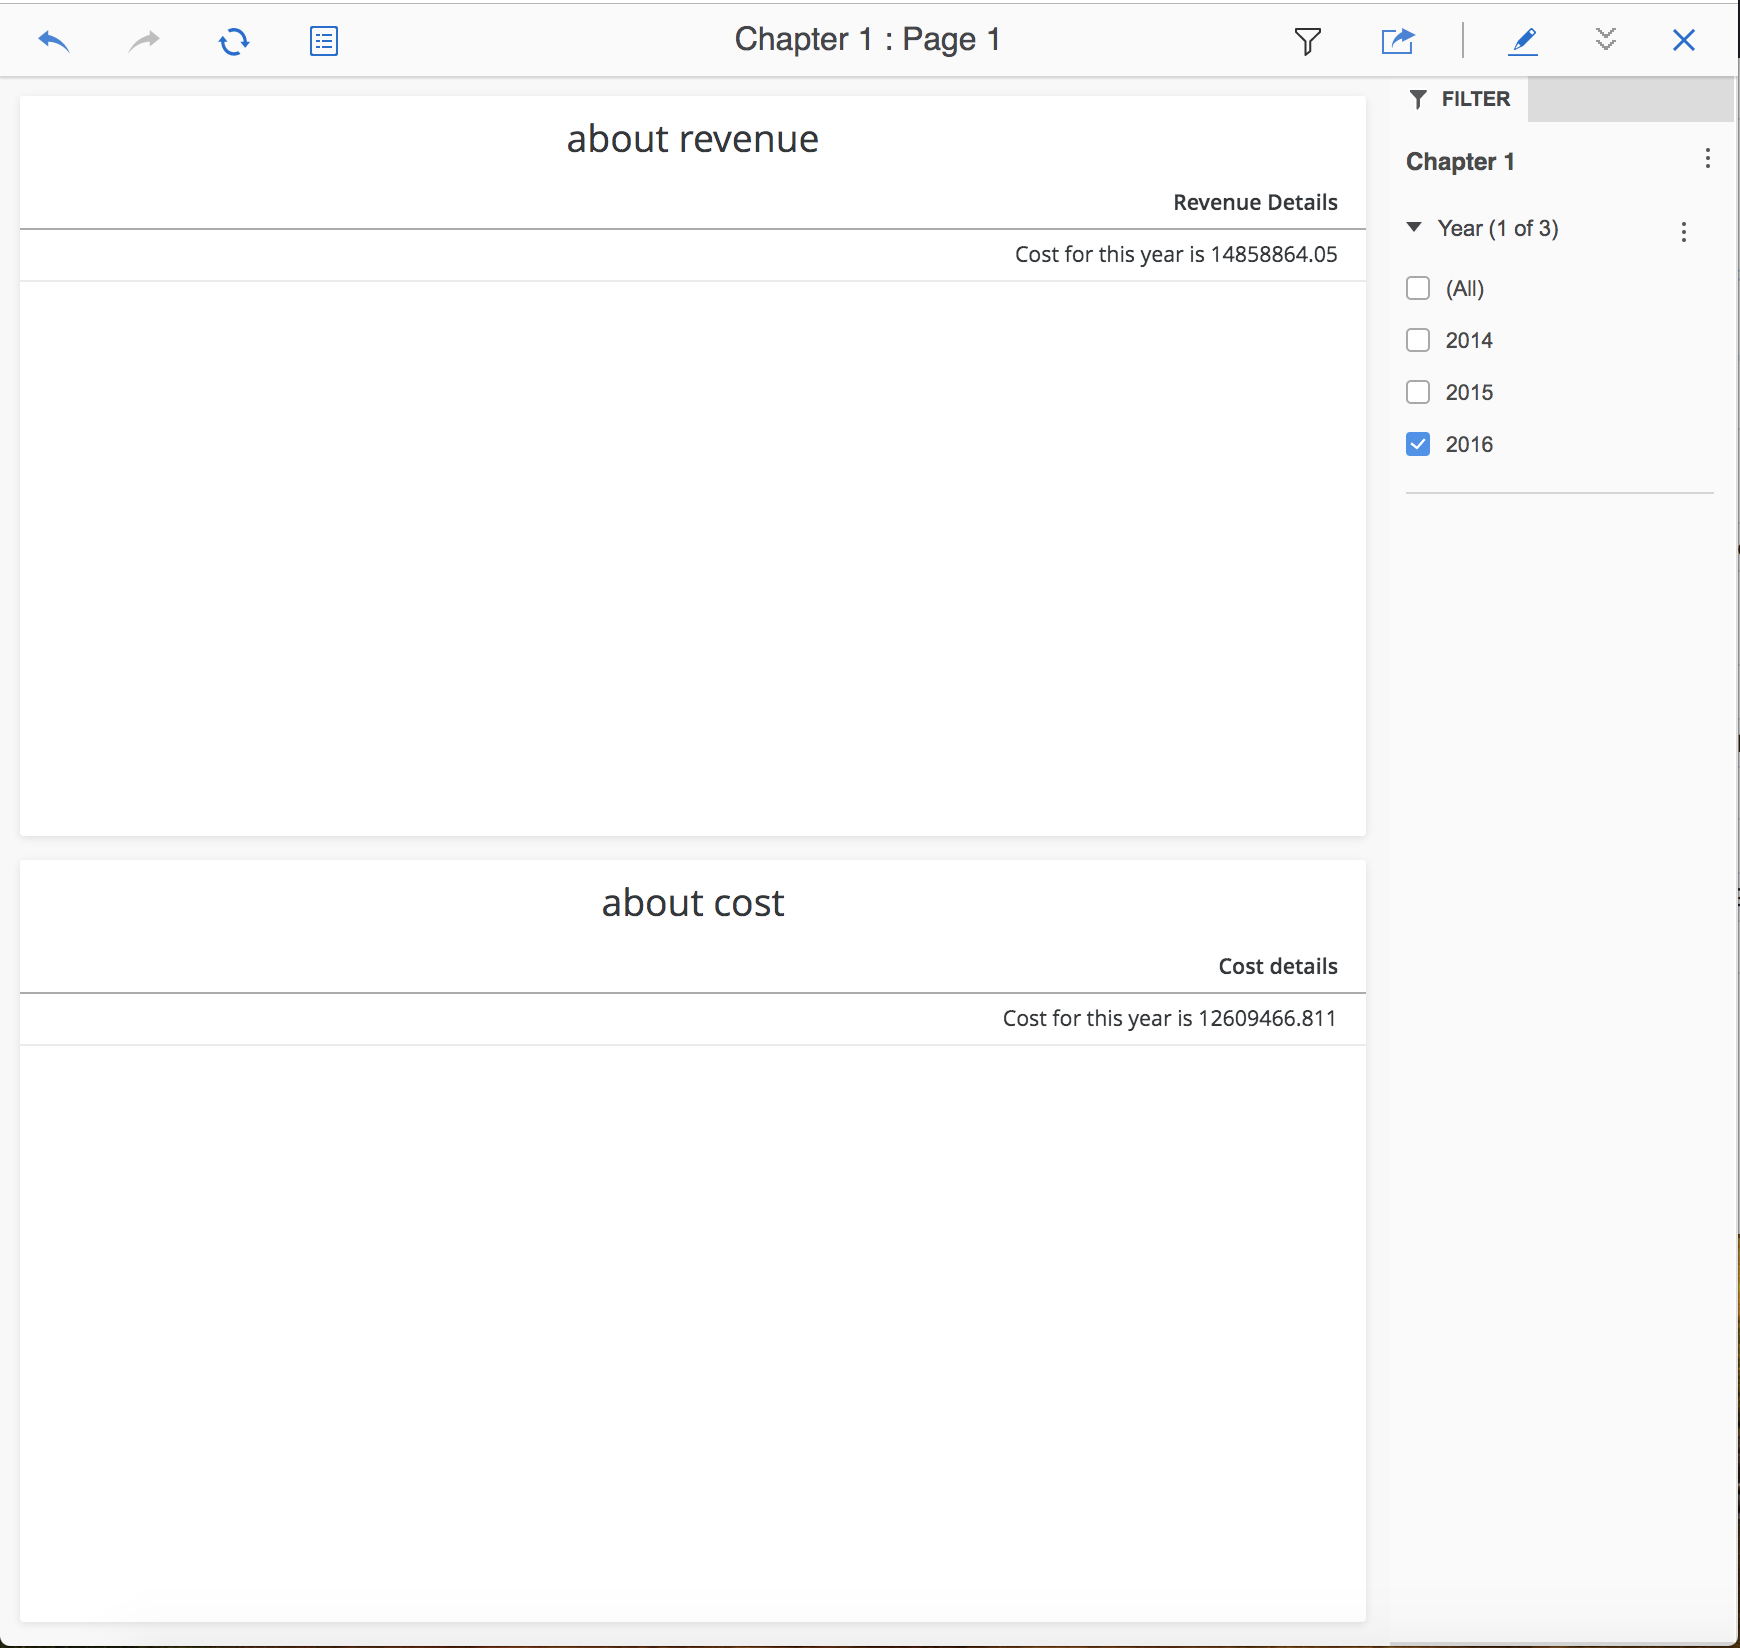 Chapter 1 : Page 1
about revenue
Revenue Details
Cost for this year is 14858864.05
about cost
Cost details
Cost for this year is 12609466.811
FILTER
Chapter 1
Year (1 of 3)
(All)
2014
2015
2016